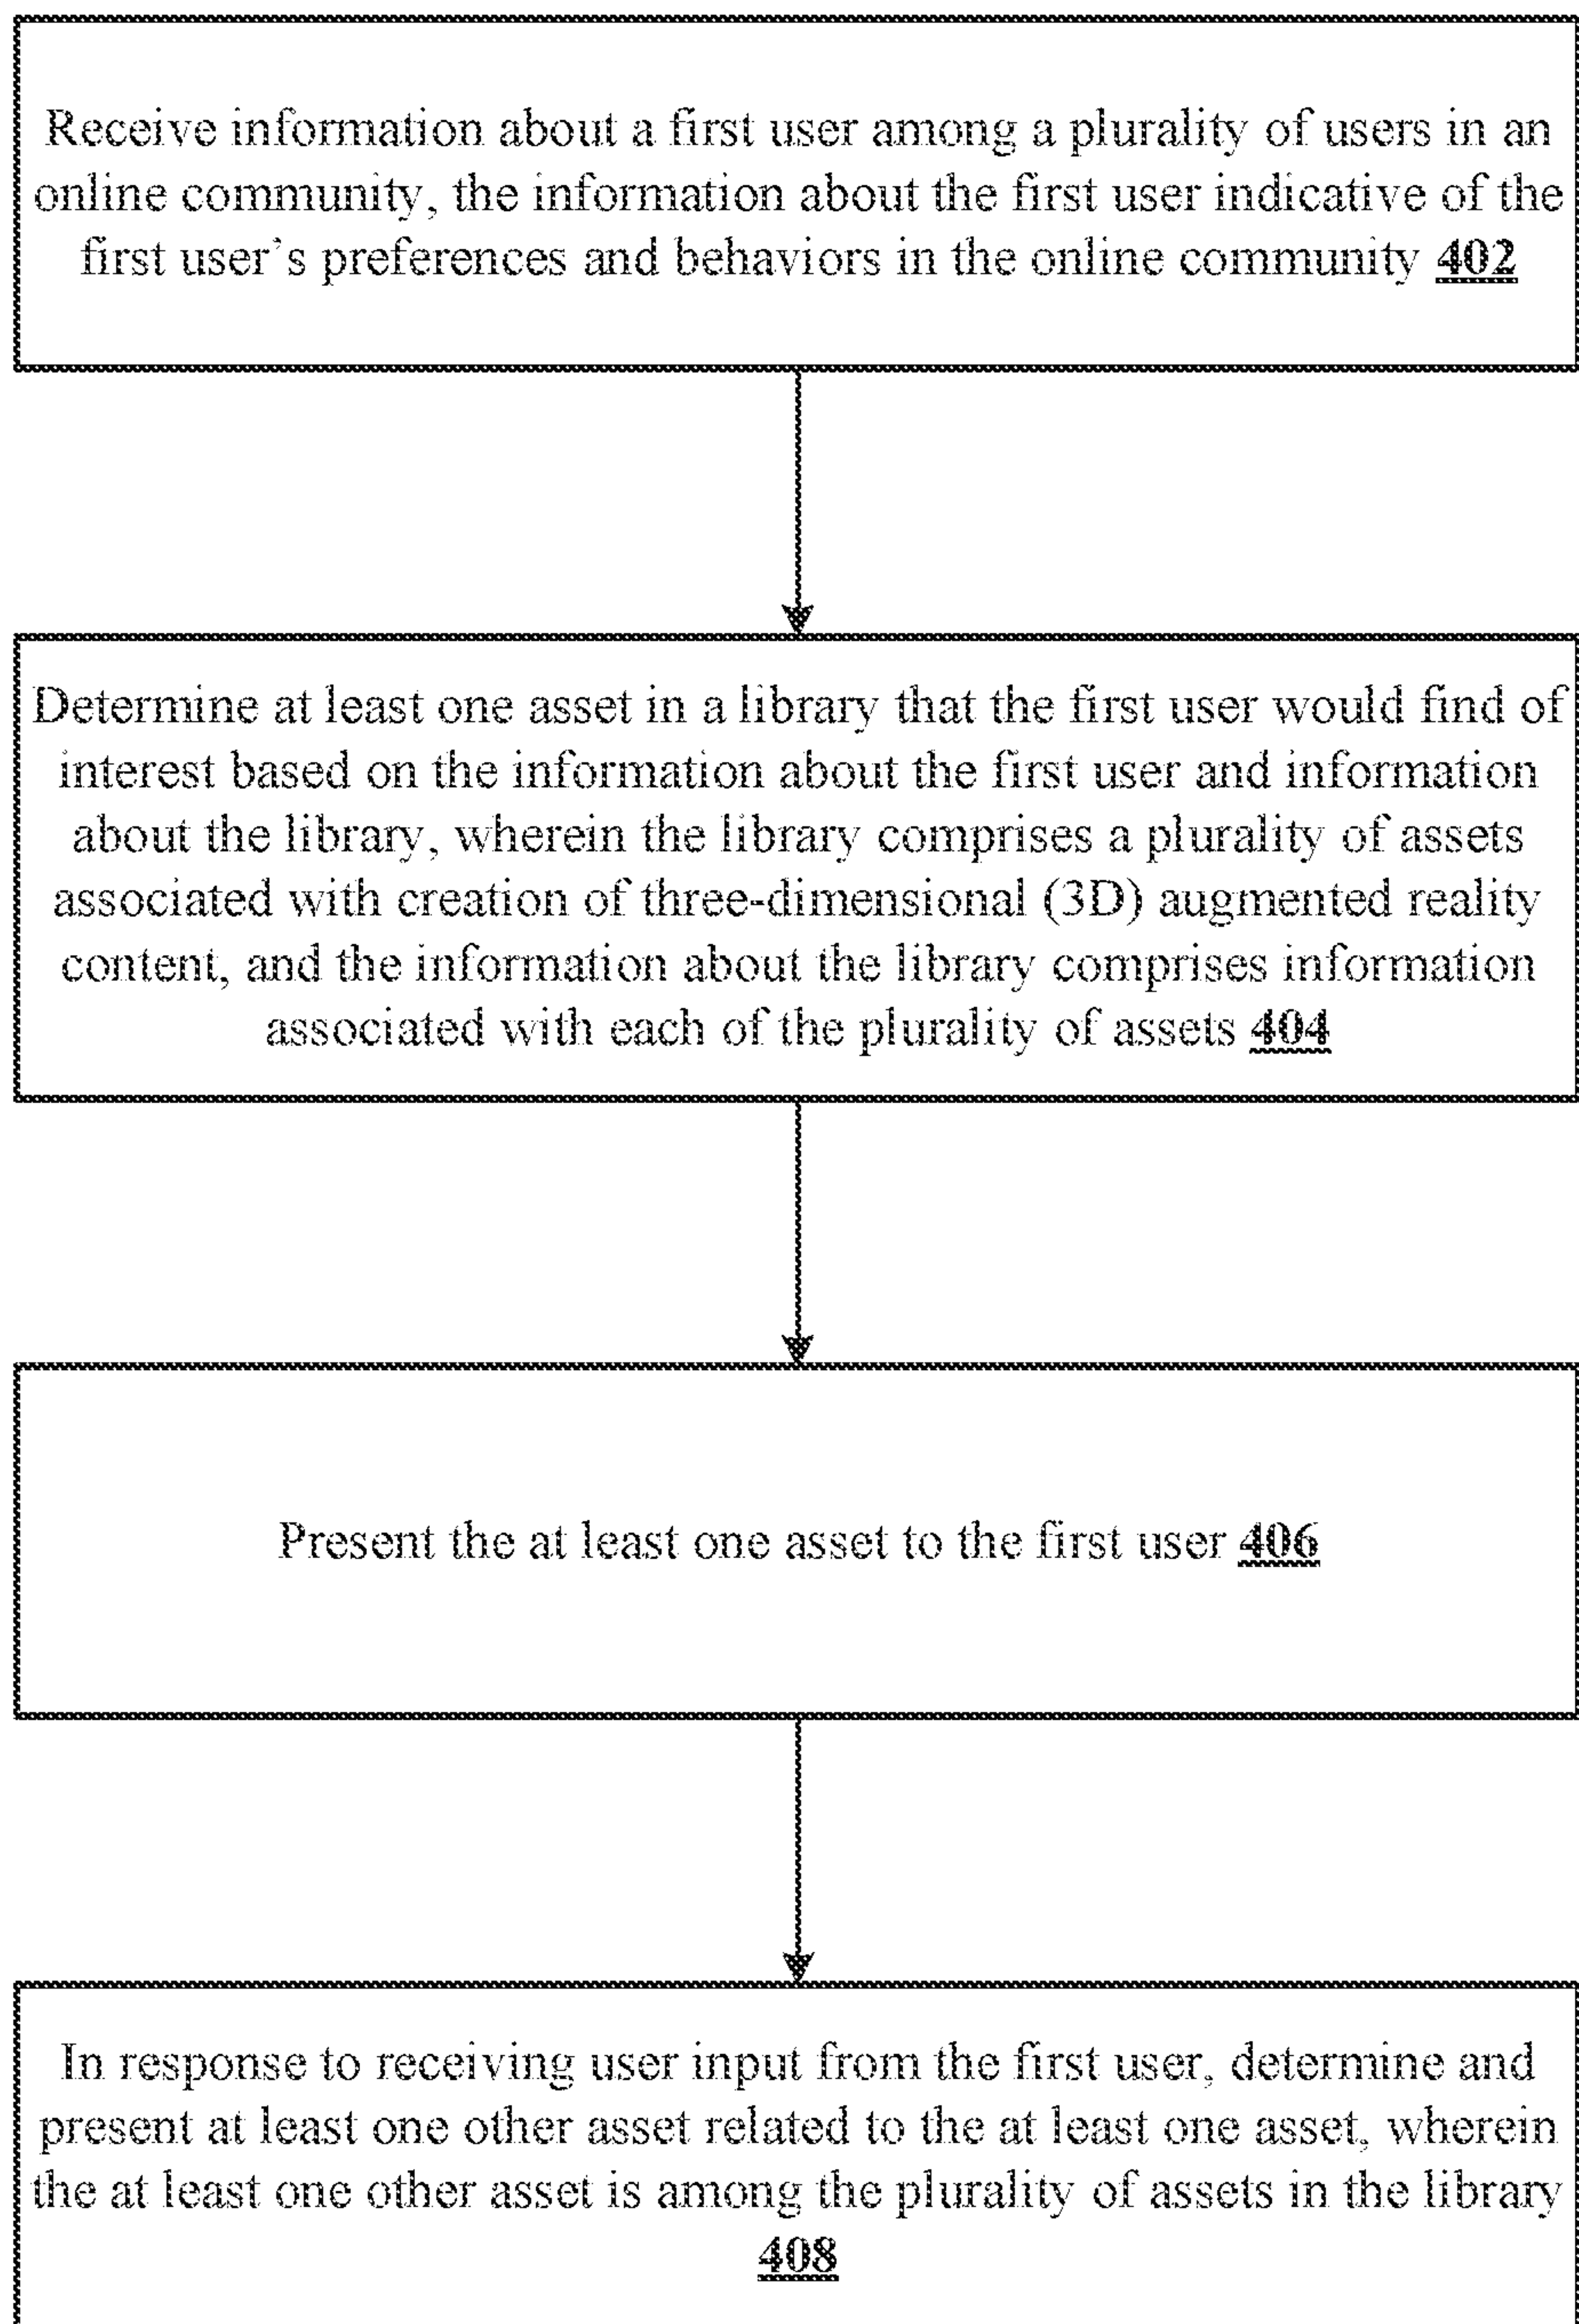 Receive information about a first user among a plurality of users in an
online community, the information about the first user indicative of the
first user's preferences and behaviors in the online community 402
Determine at least one asset in a library that the first user would find of
interest based on the information about the first user and information
about the library, wherein the library comprises a plurality of assets
associated with creation of three-dimensional (3D) augmented reality
content, and the information about the library comprises information
associated with each of the plurality of assets 404
Present the at least one asset to the first user 406
In response to receiving user input from the first user, determine and
present at least one other asset related to the at least one asset, wherein
the at least one other asset is among the plurality of assets in the library
408